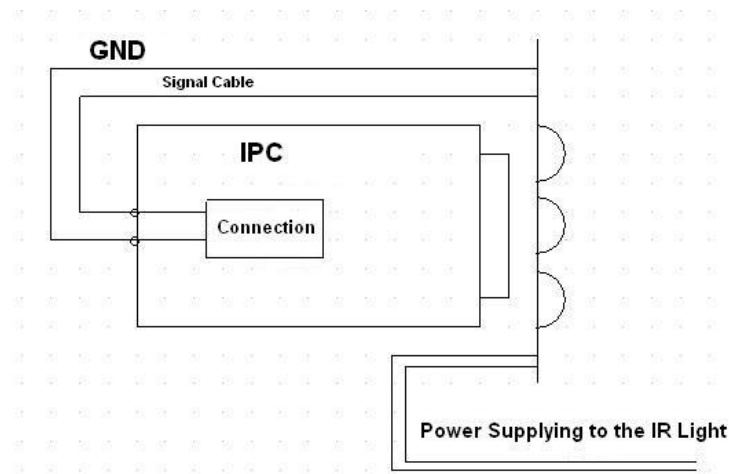 GND
Signal Cable
IPC
Connection
Power Supplying to the IR Light